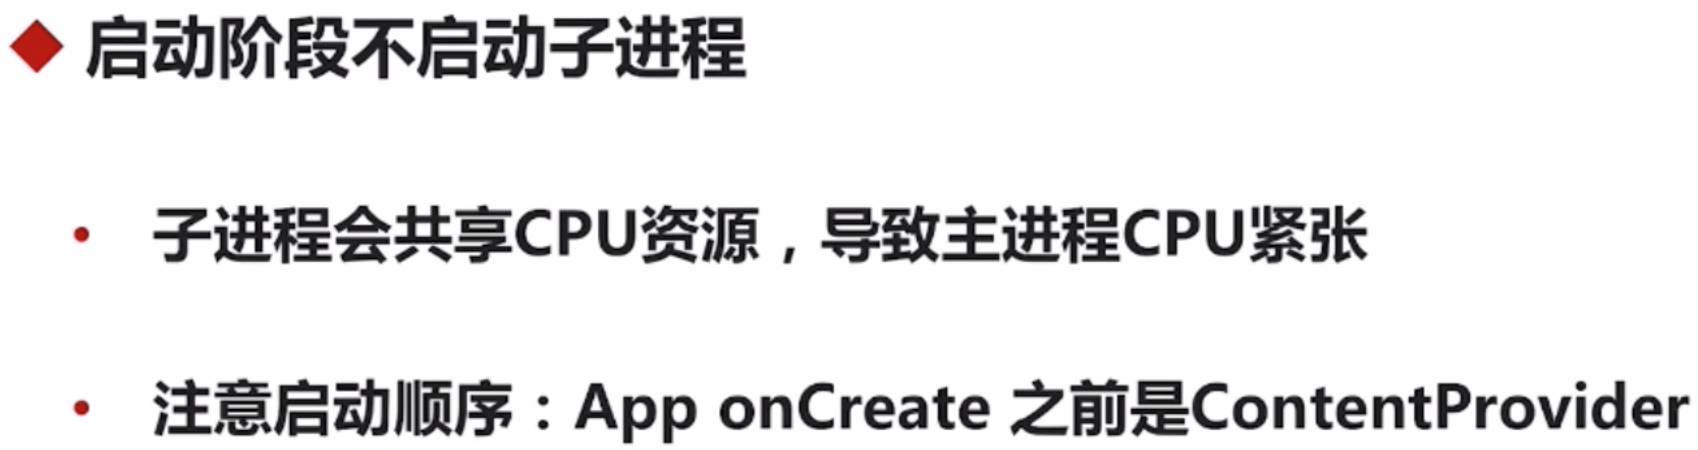 启动阶段不启动子进程
子进程会共享CPU资源，导致主进程CPU紧张
注意启动顺序：App onCreate 之前是ContentProvider